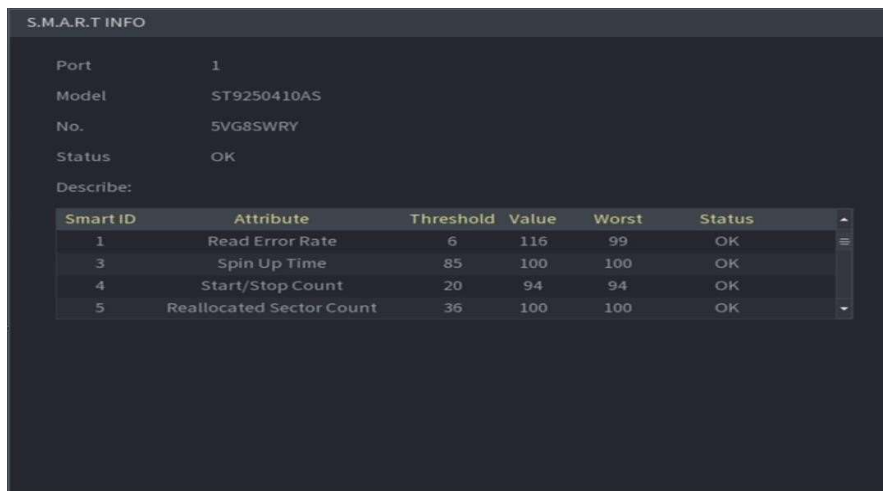 S.M.A.R.T INFO
Port 1
Model ST9250410AS
No. 5VG8SWRY
Status OK
Describe:
Smart ID Attribute Threshold Value Worst Status
1 Read Error Rate 6 116 99 OK
3 Spin Up Time 85 100 100 OK
4 Start/Stop Count 20 94 94 OK
5 Reallocated Sector Count 36 100 100 OK